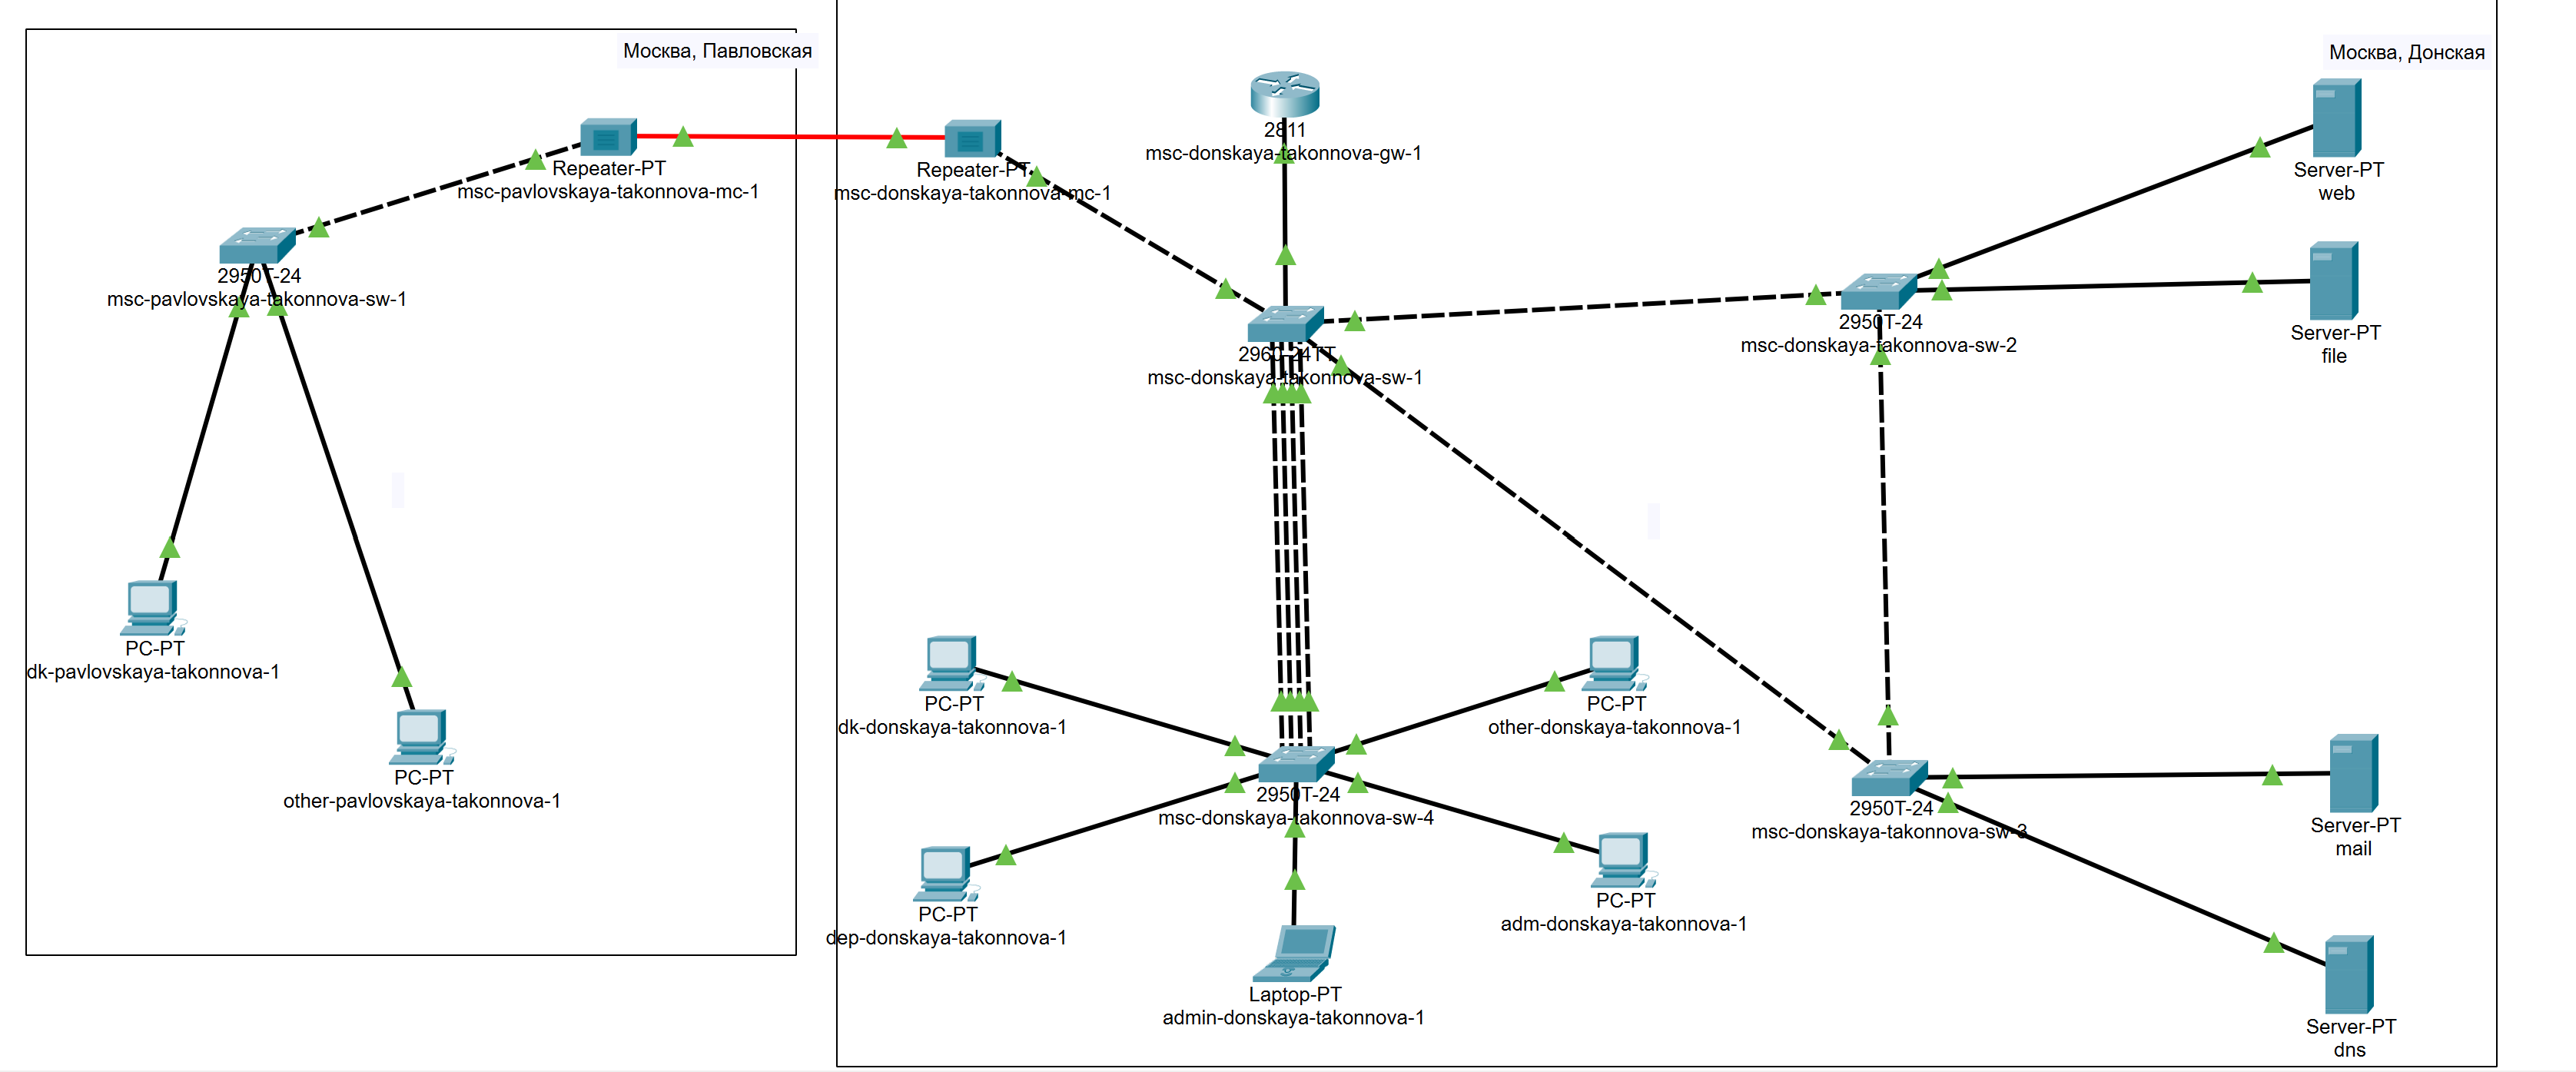 Москва, Павловская
Москва, Донская
Repeater-PT
msc-pavlovskaya-takonnova-mc-1
Repeater-PT
msc-donskaya-takonnova-mc-1
2811
msc-donskaya-takonnova-gw-1
Server-PT
web
2950T-24
msc-pavlovskaya-takonnova-sw-1
2960-24TT
msc-donskaya-takonnova-sw-1
2950T-24
msc-donskaya-takonnova-sw-2
Server-PT
file
PC-PT
dk-pavlovskaya-takonnova-1
PC-PT
other-pavlovskaya-takonnova-1
PC-PT
dk-donskaya-takonnova-1
PC-PT
other-donskaya-takonnova-1
2950T-24
msc-donskaya-takonnova-sw-4
2950T-24
msc-donskaya-takonnova-sw-3
Server-PT
mail
PC-PT
dep-donskaya-takonnova-1
PC-PT
adm-donskaya-takonnova-1
Laptop-PT
admin-donskaya-takonnova-1
Server-PT
dns